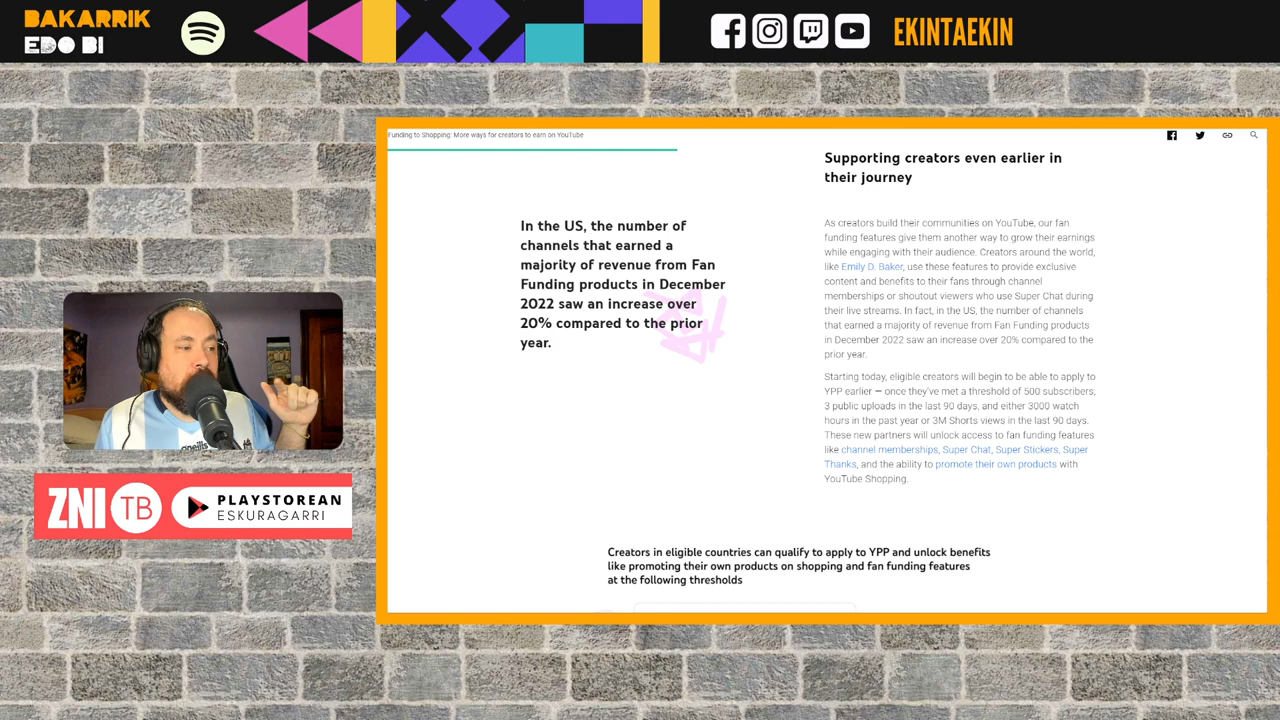 BAKARRIK
EDO BI
EKINTAEKIN
Funding to Shopping: More ways for creators to earn on YouTube
Supporting creators even earlier in
their journey
In the US, the number of
channels that earned a
majority of revenue from Fan
Funding products in December
2022 saw an increase over
20% compared to the prior
year.
As creators build their communities on YouTube, our fan
funding features give them another way to grow their earnings
while engaging with their audience. Creators around the world,
like Emily D. Baker, use these features to provide exclusive
content and benefits to their fans through channel
memberships or shoutout viewers who use Super Chat during
their live streams. In fact, in the US, the number of channels
that earned a majority of revenue from Fan Funding products
in December 2022 saw an increase over 20% compared to the
prior year.
Starting today, eligible creators will begin to be able to apply to
YPP earlier — once they've met a threshold of 500 subscribers,
3 public uploads in the last 90 days, and either 3000 watch
hours in the past year or 3M Shorts views in the last 90 days.
These new partners will unlock access to fan funding features
like channel memberships, Super Chat, Super Stickers, Super
Thanks, and the ability to promote their own products with
YouTube Shopping.
Creators in eligible countries can qualify to apply to YPP and unlock benefits
like promoting their own products on shopping and fan funding features
at the following thresholds
O'neills
ZNI TB
PLAYSTOREAN
ESKURAGARRI